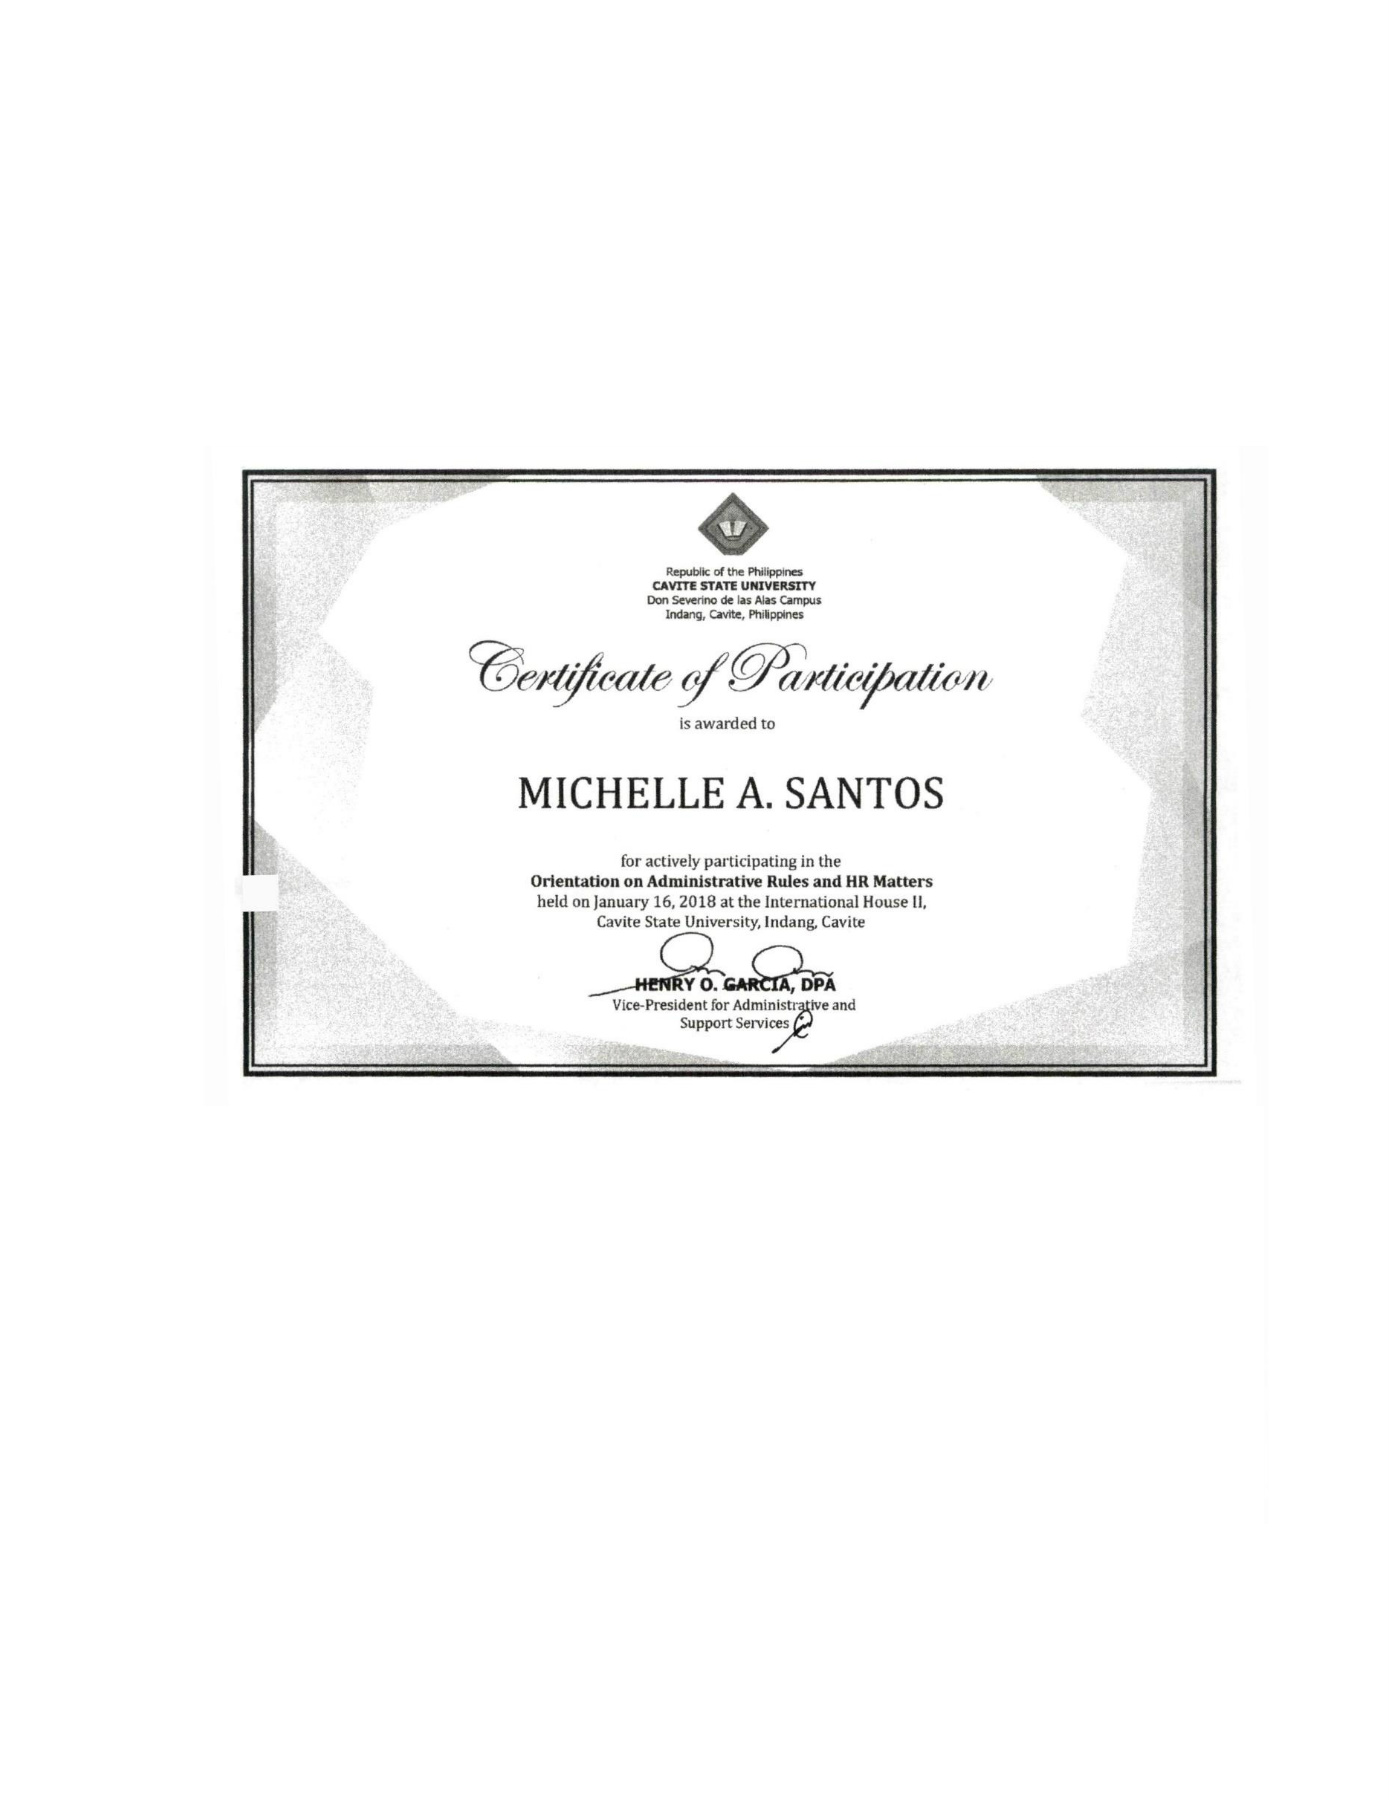 Republic of the Philippines
CAVITE STATE UNIVERSITY
Don Severino de las Alas Campus
Indang, Cavite, Philippines
Certificate of Participation
is awarded to
MICHELLE A. SANTOS
for actively participating in the
Orientation on Administrative Rules and HR Matters
held on January 16, 2018 at the International House II,
Cavite State University, Indang, Cavite
HENRY O. GARCIA, DPA
Vice-President for Administrative and
Support Services